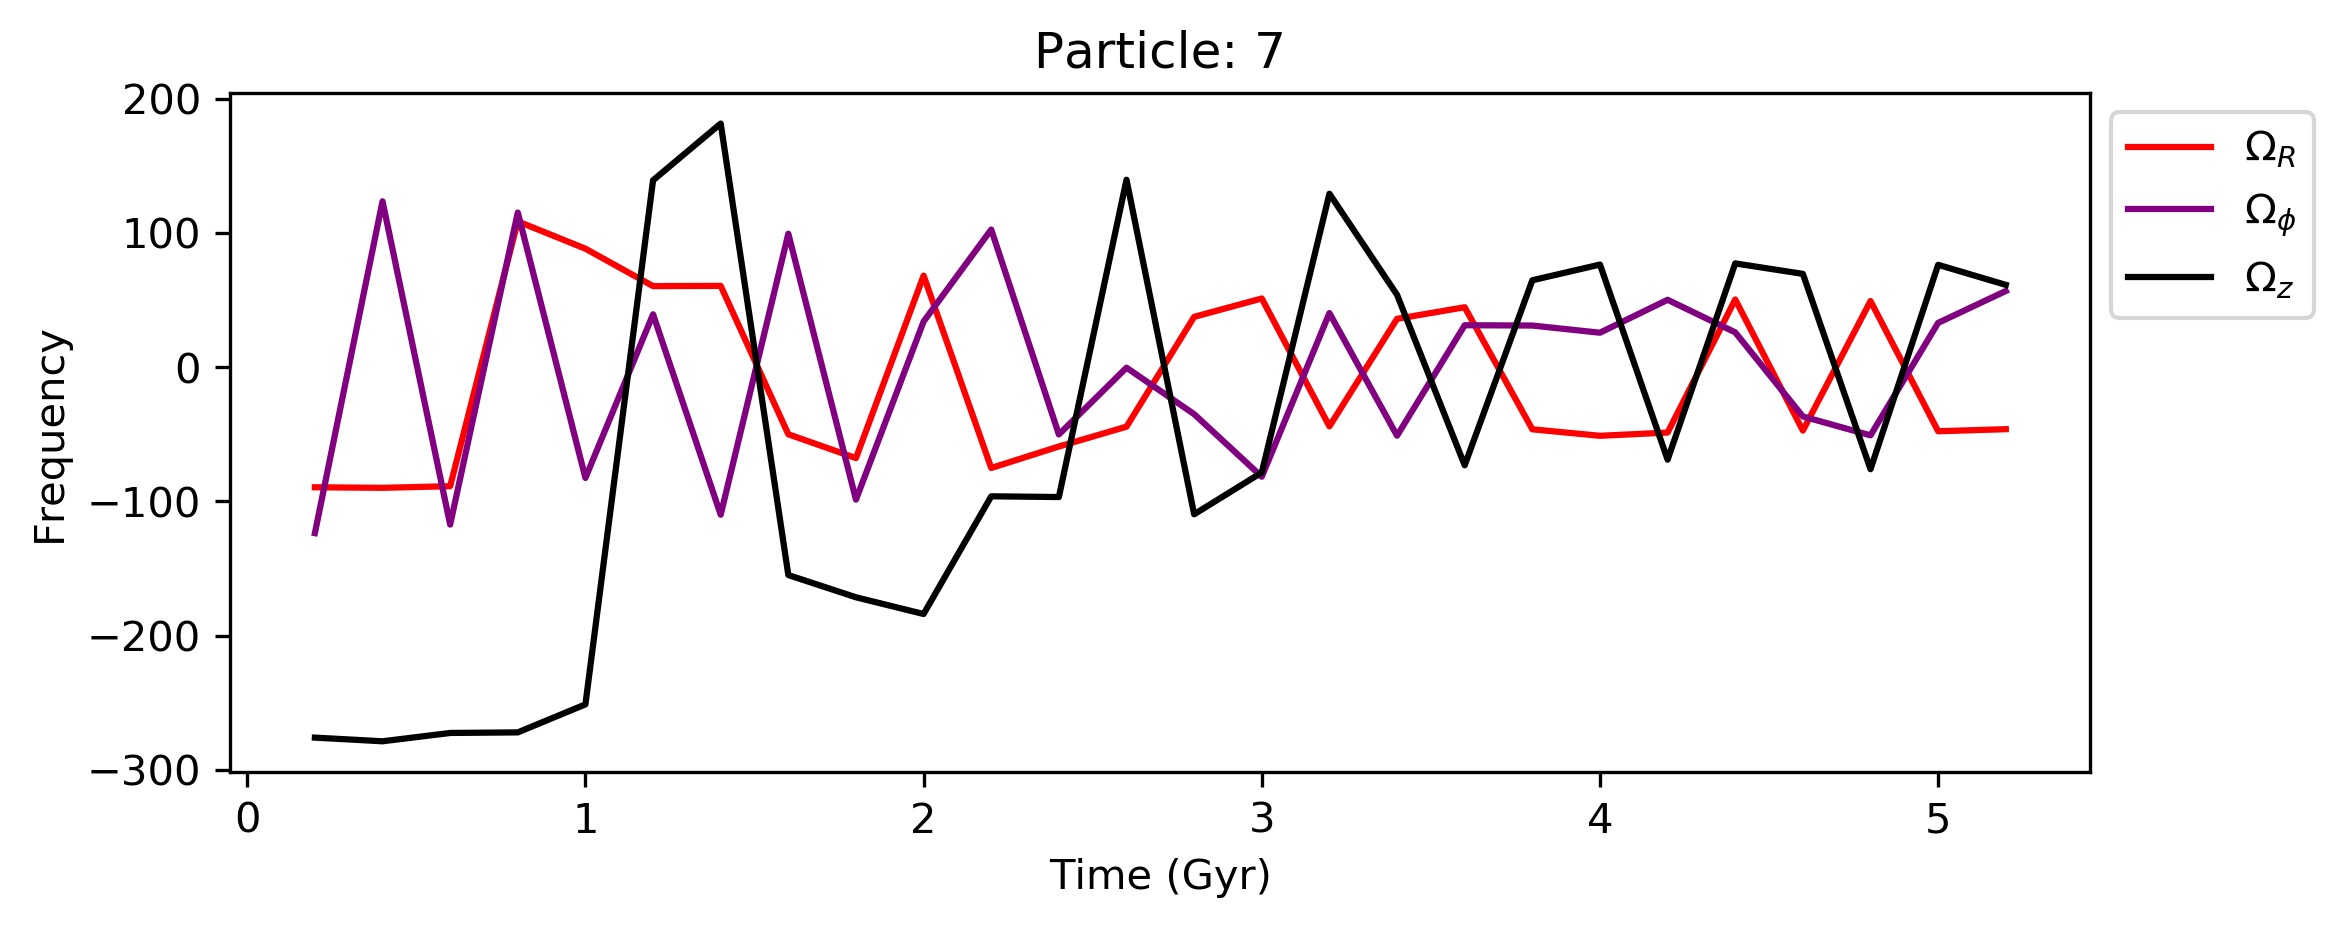 Particle: 7
200
100
0
−100
−200
−300
Frequency
0 1 2 3 4 5
Time (Gyr)
Ω_R
Ω_ϕ
Ω_z